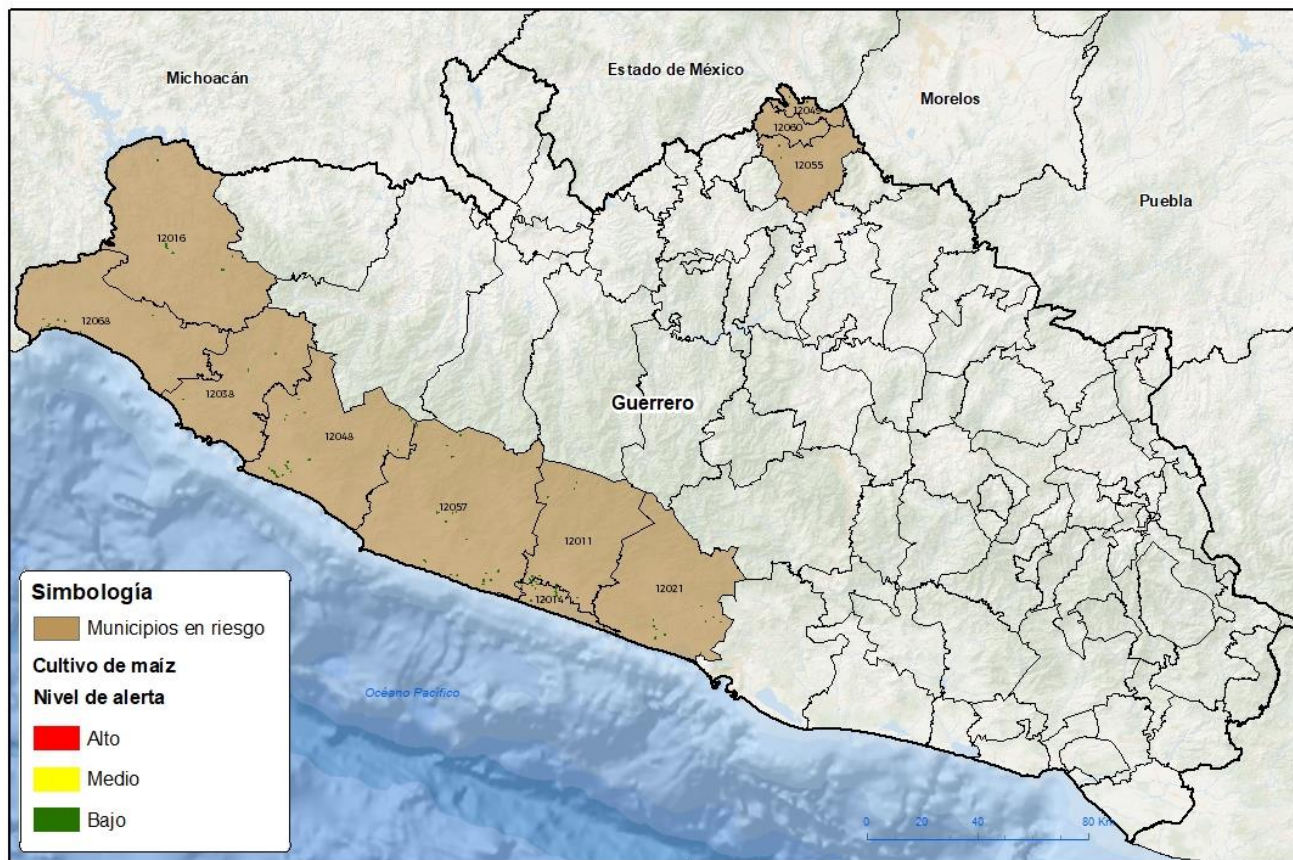 Michoacán
Estado de México
Morelos
Puebla
12049
12060
12055
12016
12068
12038
12048
Guerrero
12057
12011
12014
12021
Océano Pacífico
0 20 40 80 Km
Simbología
Municipios en riesgo
Cultivo de maíz
Nivel de alerta
Alto
Medio
Bajo